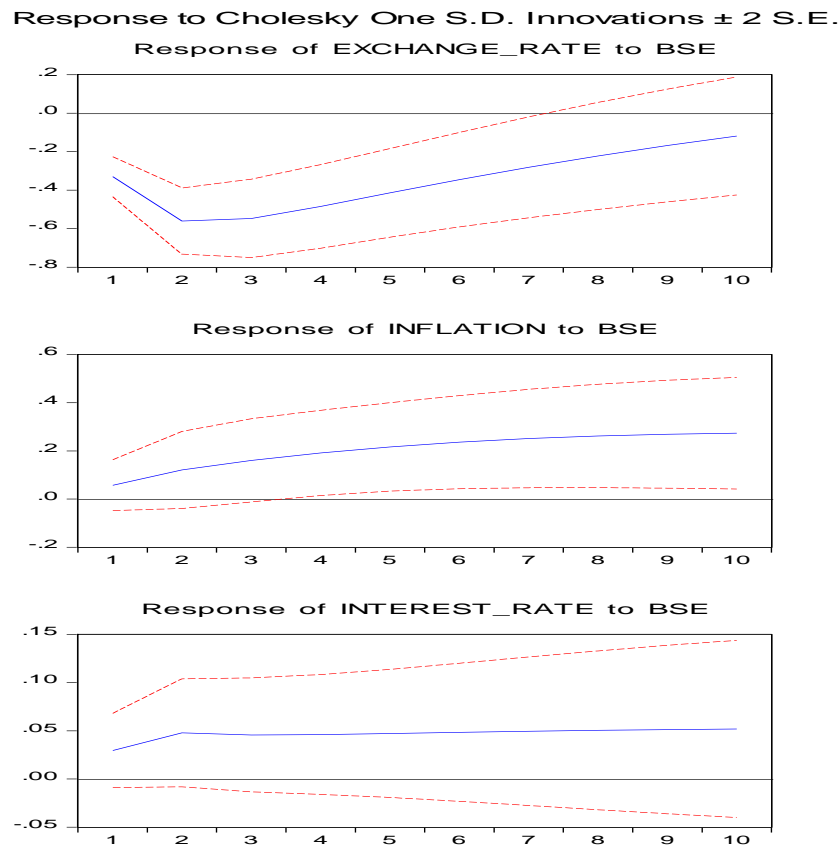 Response to Cholesky One S.D. Innovations ± 2 S.E.
Response of EXCHANGE_RATE to BSE
.2
.0
-.2
-.4
-.6
-.8
1 2 3 4 5 6 7 8 9 10
Response of INFLATION to BSE
.6
.4
.2
.0
-.2
1 2 3 4 5 6 7 8 9 10
Response of INTEREST_RATE to BSE
.15
.10
.05
.00
-.05
1 2 3 4 5 6 7 8 9 10